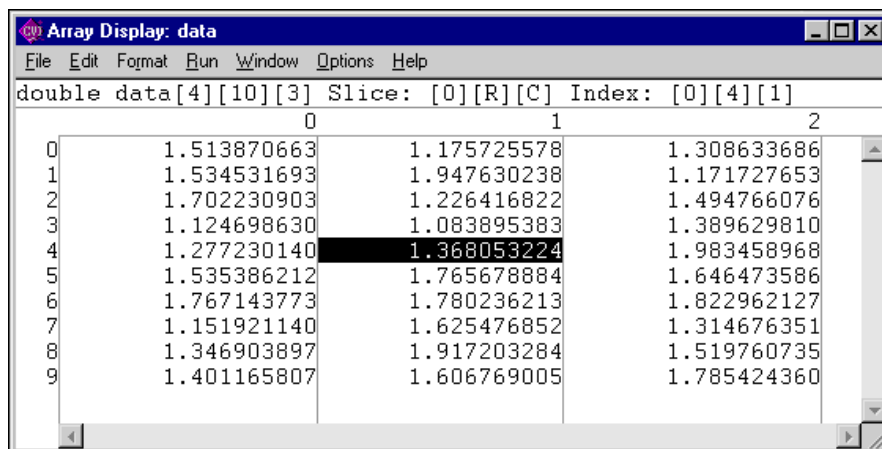 CVI Array Display: data
File Edit Format Run Window Options Help
double data[4][10][3] Slice: [0][R][C] Index: [0][4][1]
0 1 2
0 1.513870663 1.175725578 1.308633686
1 1.534531693 1.947630238 1.171727653
2 1.702230903 1.226416822 1.494766076
3 1.124698630 1.083895383 1.389629810
4 1.277230140 1.368053224 1.983458968
5 1.535386212 1.765678884 1.646473586
6 1.767143773 1.780236213 1.822962127
7 1.151921140 1.625476852 1.314676351
8 1.346903897 1.917203284 1.519760735
9 1.401165807 1.606769005 1.785424360